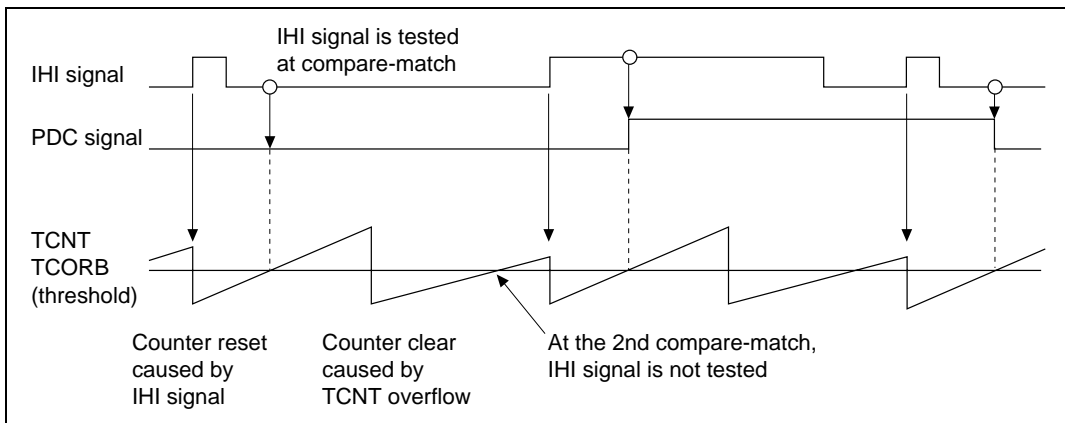 IHI signal is tested
at compare-match
IHI signal
PDC signal
TCNT
TCORB
(threshold)
Counter reset
caused by
IHI signal
Counter clear
caused by
TCNT overflow
At the 2nd compare-match,
IHI signal is not tested